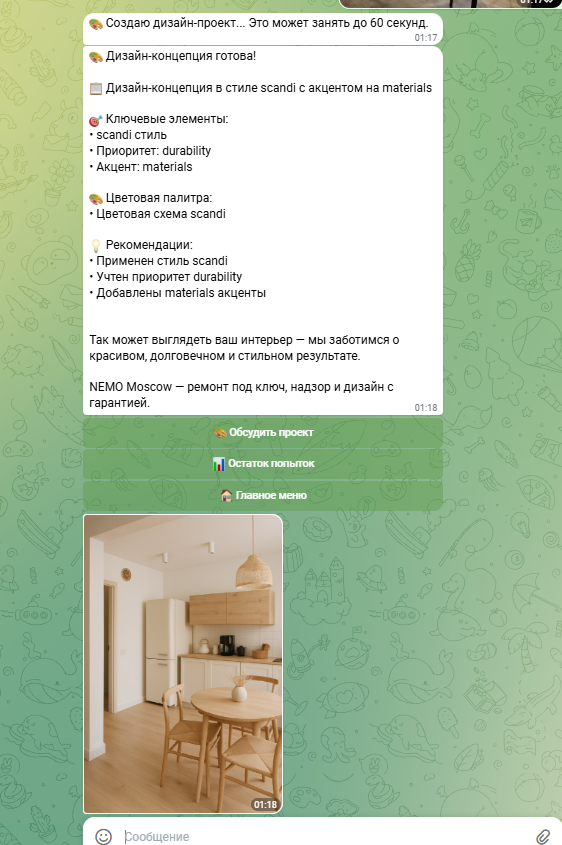 01:17
🎨 Создаю дизайн-проект... Это может занять до 60 секунд.
01:17
🎨 Дизайн-концепция готова!
📋 Дизайн-концепция в стиле scandi с акцентом на materials
🎯 Ключевые элементы:
• scandi стиль
• Приоритет: durability
• Акцент: materials
🎨 Цветовая палитра:
• Цветовая схема scandi
💡 Рекомендации:
• Применен стиль scandi
• Учтен приоритет durability
• Добавлены materials акценты
Так может выглядеть ваш интерьер — мы заботимся о
красивом, долговечном и стильном результате.
NEMO Moscow — ремонт под ключ, надзор и дизайн с
гарантией.
01:18
🎨 Обсудить проект
📊 Остаток попыток
🏠 Главное меню
01:18
Сообщение